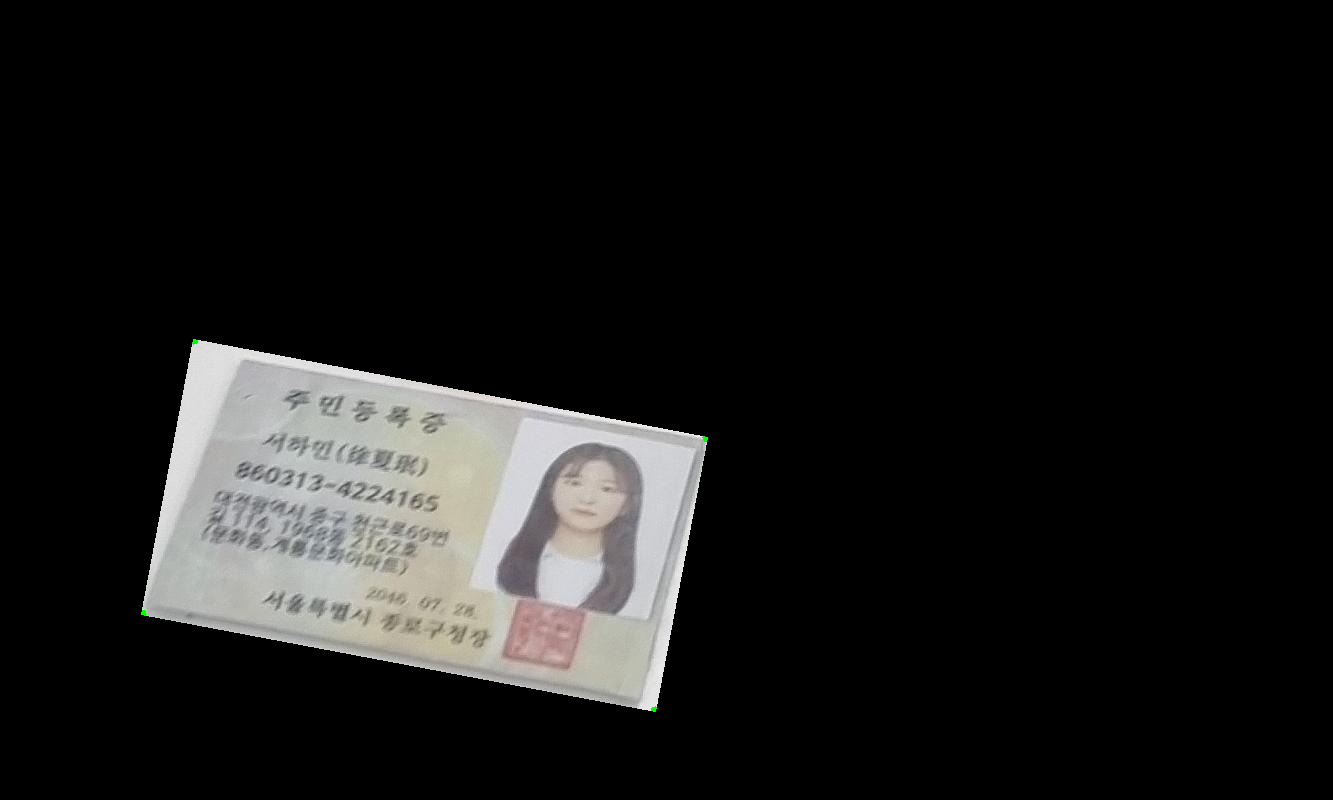 주민등록증
서하민(徐夏珉)
860313-4224165
대전광역시 중구 천근로69번
길 114, 1968동 2162호
(문화동,계룡문화아파트)
2046. 07. 28.
서울특별시 종로구청장